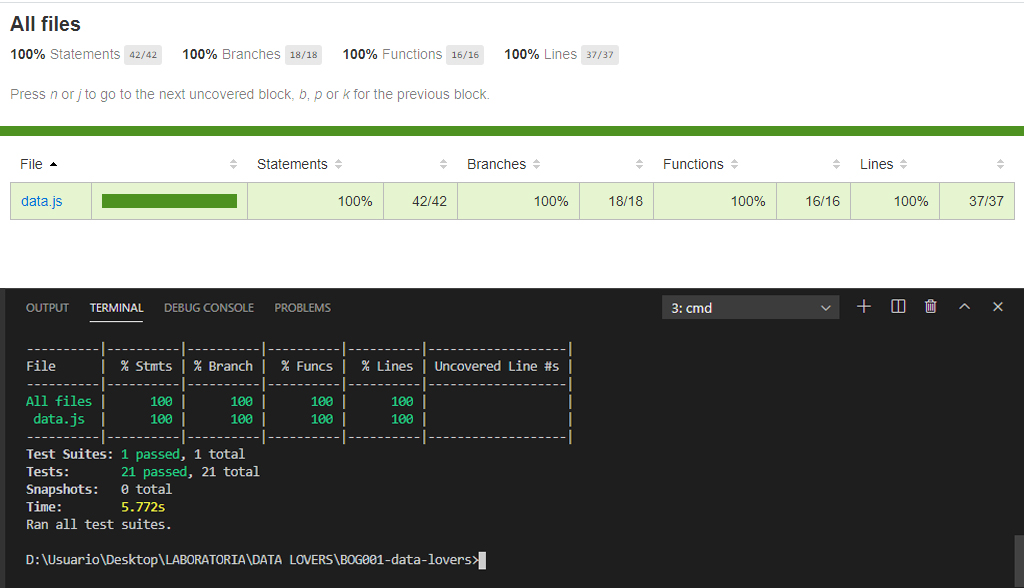 All files
100% Statements 42/42 100% Branches 18/18 100% Functions 16/16 100% Lines 37/37
Press n or j to go to the next uncovered block, b, p or k for the previous block.
File Statements Branches Functions Lines
data.js 100% 42/42 100% 18/18 100% 16/16 100% 37/37
OUTPUT TERMINAL DEBUG CONSOLE PROBLEMS 3: cmd
----------|----------|----------|----------|----------|-------------------|
File      |  % Stmts | % Branch |  % Funcs |  % Lines | Uncovered Line #s |
----------|----------|----------|----------|----------|-------------------|
All files |      100 |      100 |      100 |      100 |                   |
 data.js  |      100 |      100 |      100 |      100 |                   |
----------|----------|----------|----------|----------|-------------------|
Test Suites: 1 passed, 1 total
Tests:       21 passed, 21 total
Snapshots:   0 total
Time:        5.772s
Ran all test suites.
D:\Usuario\Desktop\LABORATORIA\DATA LOVERS\BOG001-data-lovers>